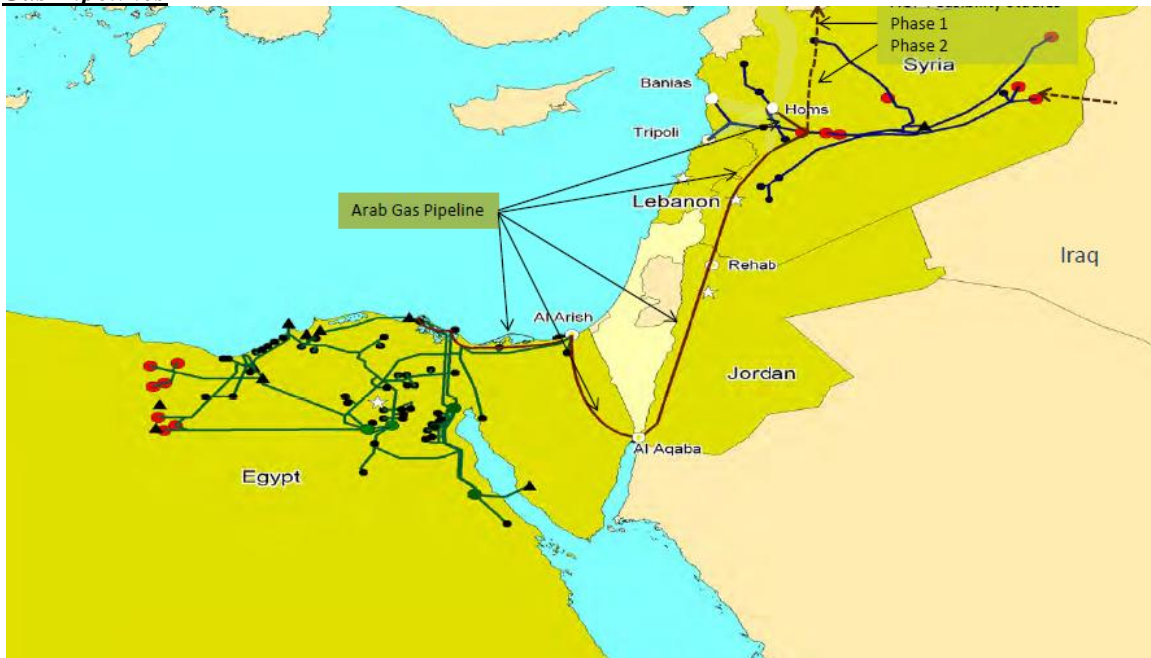 Phase 1
Phase 2
Syria
Banias
Homs
Tripoli
Arab Gas Pipeline
Lebanon
Iraq
Rehab
Al Arish
Jordan
Al Aqaba
Egypt